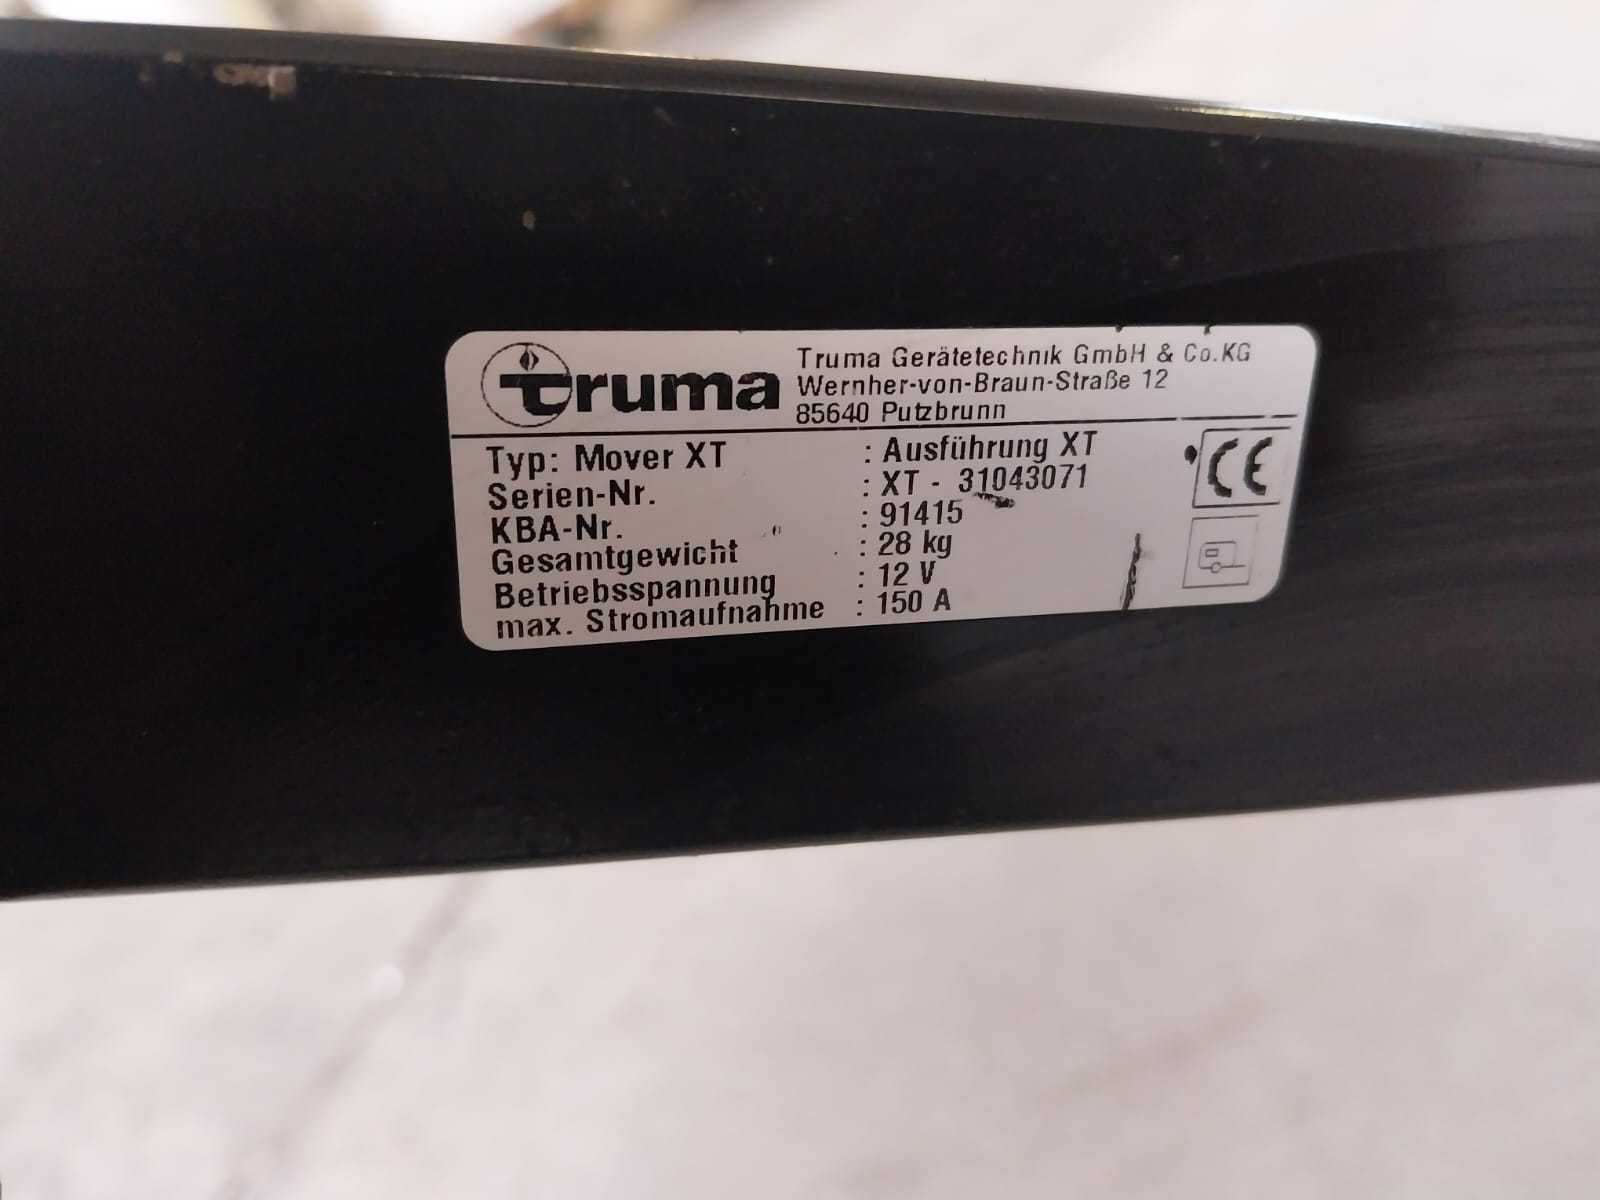 truma
Truma Gerätetechnik GmbH & Co.KG
Wernher-von-Braun-Straße 12
85640 Putzbrunn
Typ: Mover XT : Ausführung XT
Serien-Nr. : XT - 31043071
KBA-Nr. : 91415
Gesamtgewicht : 28 kg
Betriebsspannung : 12 V
max. Stromaufnahme : 150 A
CE